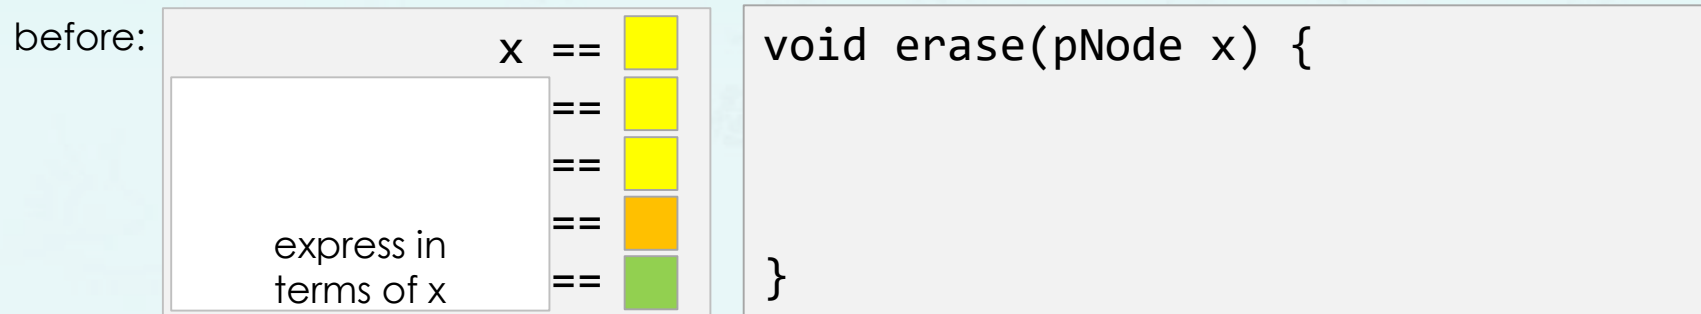 before:
x ==
==
==
==
==
express in
terms of x
void erase(pNode x) {
}